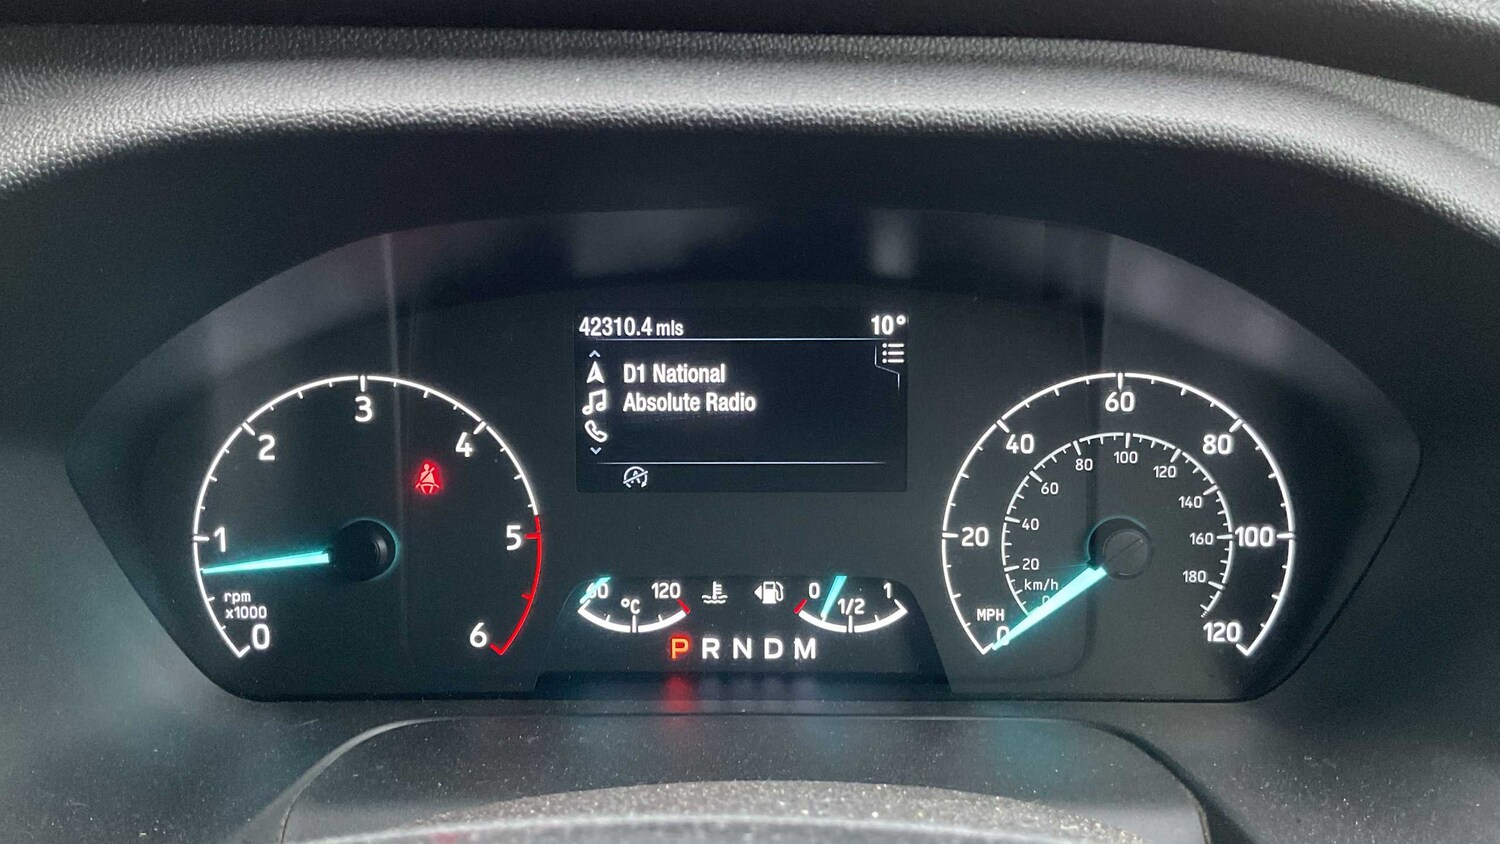 42310.4 mls 10°
D1 National
Absolute Radio
0 1 2 3 4 5 6
rpm
x1000
60 °C 120
0 1/2 1
P R N D M
0 20 40 60 80 100 120
MPH
0 20 40 60 80 100 120 140 160 180
km/h